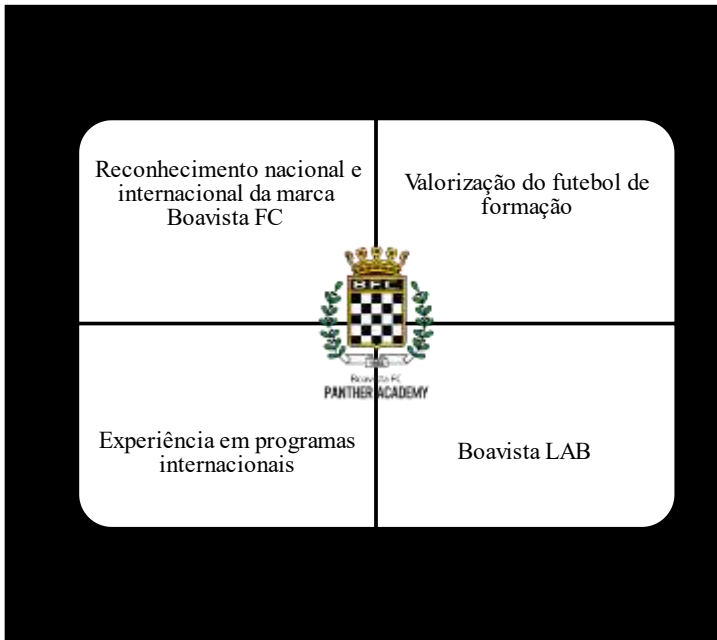 Reconhecimento nacional e
internacional da marca
Boavista FC
Valorização do futebol de
formação
BFC
Boavista FC
PANTHER ACADEMY
Experiência em programas
internacionais
Boavista LAB